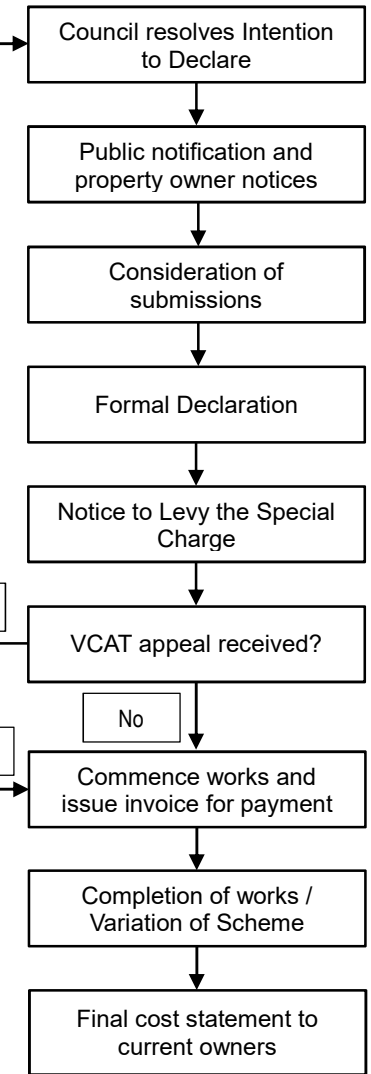 Council resolves Intention
to Declare
Public notification and
property owner notices
Consideration of
submissions
Formal Declaration
Notice to Levy the Special
Charge
VCAT appeal received?
No
Commence works and
issue invoice for payment
Completion of works /
Variation of Scheme
Final cost statement to
current owners